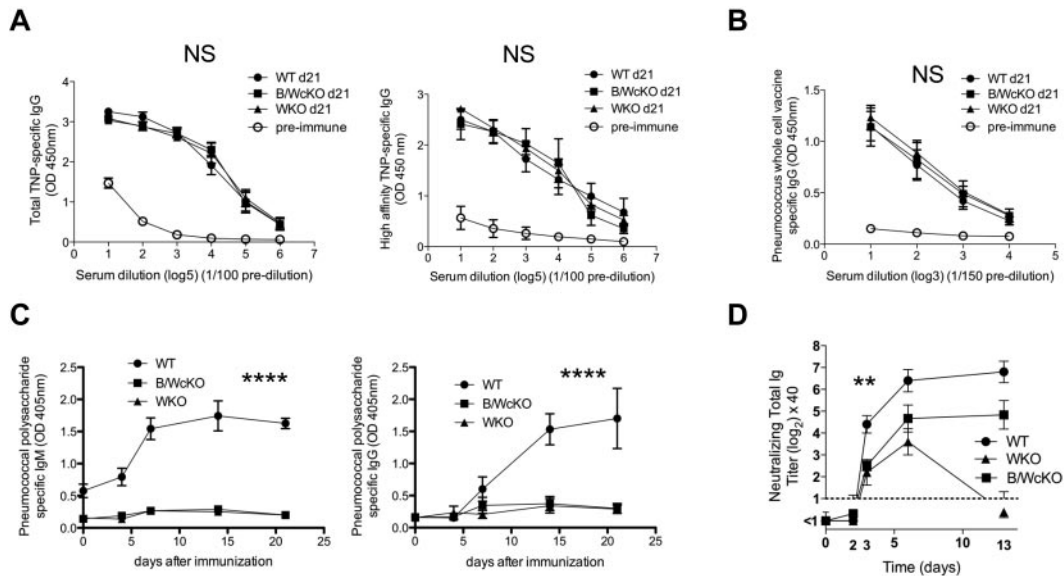 A
NS
WT d21
B/WcKO d21
WKO d21
pre-immune
Total TNP-specific IgG
(OD 450nm)
4
3
2
1
0
0 1 2 3 4 5 6 7
Serum dilution (log5) (1/100 pre-dilution)
NS
WT d21
B/WcKO d21
WKO d21
pre-immune
High affinity TNP-specific IgG
(OD 450 nm)
4
3
2
1
0
0 1 2 3 4 5 6 7
Serum dilution (log5) (1/100 pre-dilution)
B
NS
WT d21
B/WcKO d21
WKO d21
pre-immune
Pneumococcus whole cell vaccine
specific IgG (OD 450nm)
1.5
1.0
0.5
0.0
0 1 2 3 4 5
Serum dilution (log3) (1/150 pre-dilution)
C
WT
B/WcKO
WKO
****
Pneumococcal polysaccharide
specific IgM (OD 405nm)
2.5
2.0
1.5
1.0
0.5
0.0
0 5 10 15 20 25
days after immunization
WT
B/WcKO
WKO
****
Pneumococcal polysaccharide
specific IgG (OD 405nm)
2.5
2.0
1.5
1.0
0.5
0.0
0 5 10 15 20 25
days after immunization
D
**
WT
WKO
B/WcKO
Neutralizing Total Ig
Titer (log2) x 40
8
7
6
5
4
3
2
1
<1
0 2 3 5 10 13
Time (days)